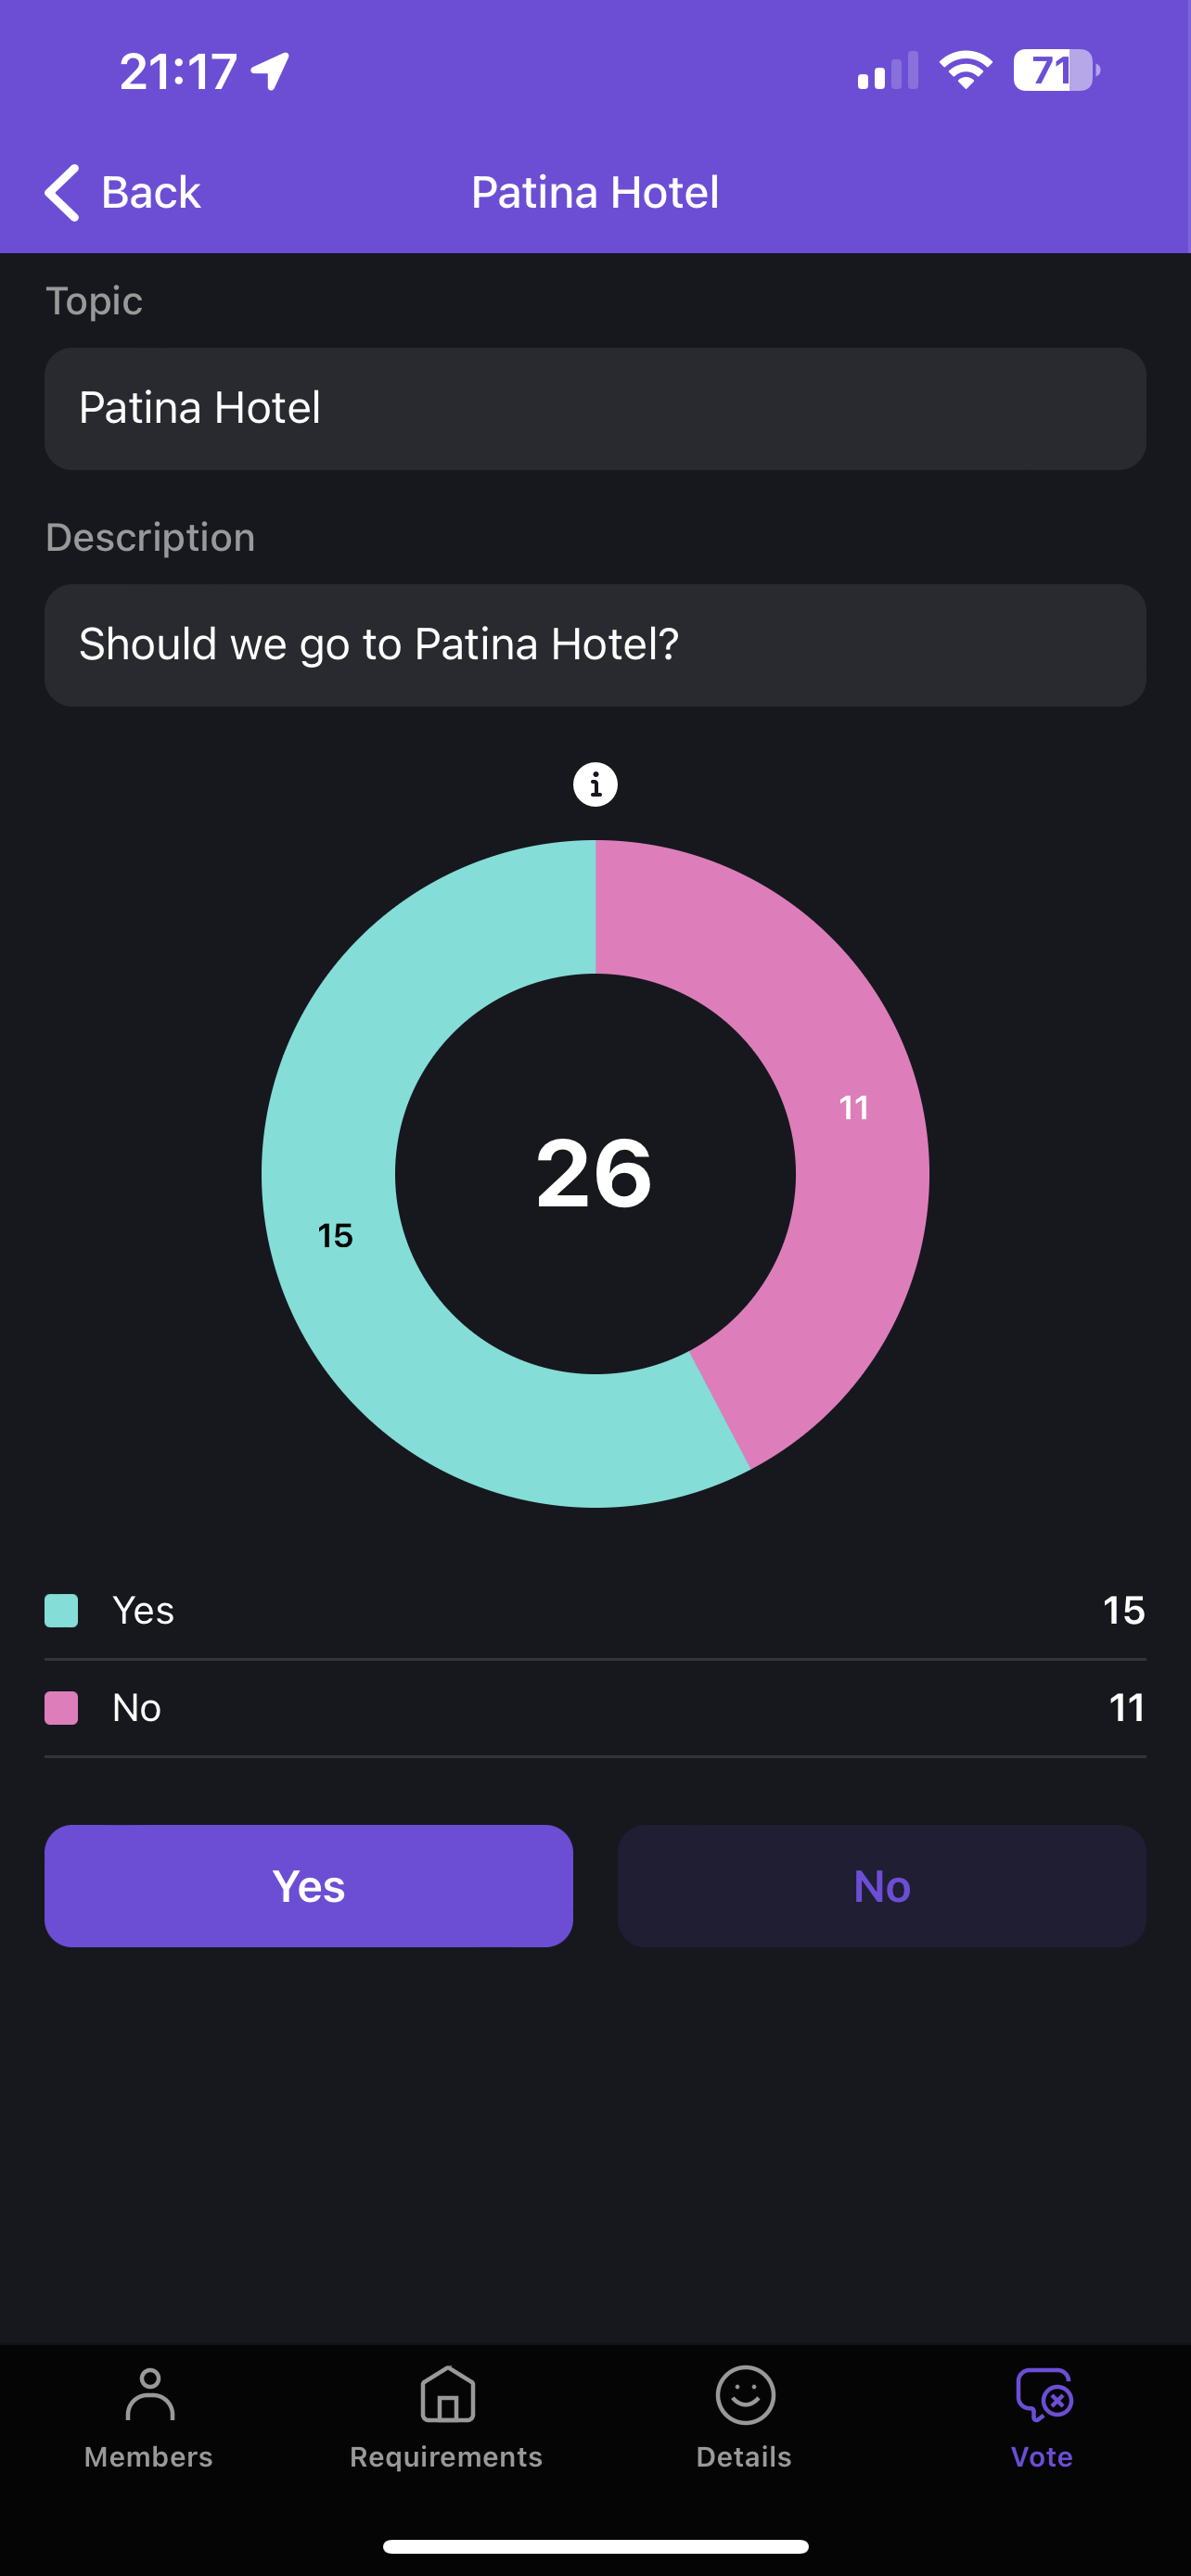 21:17
71
Back
Patina Hotel
Topic
Patina Hotel
Description
Should we go to Patina Hotel?
11
26
15
Yes 15
No 11
Yes
No
Members
Requirements
Details
Vote